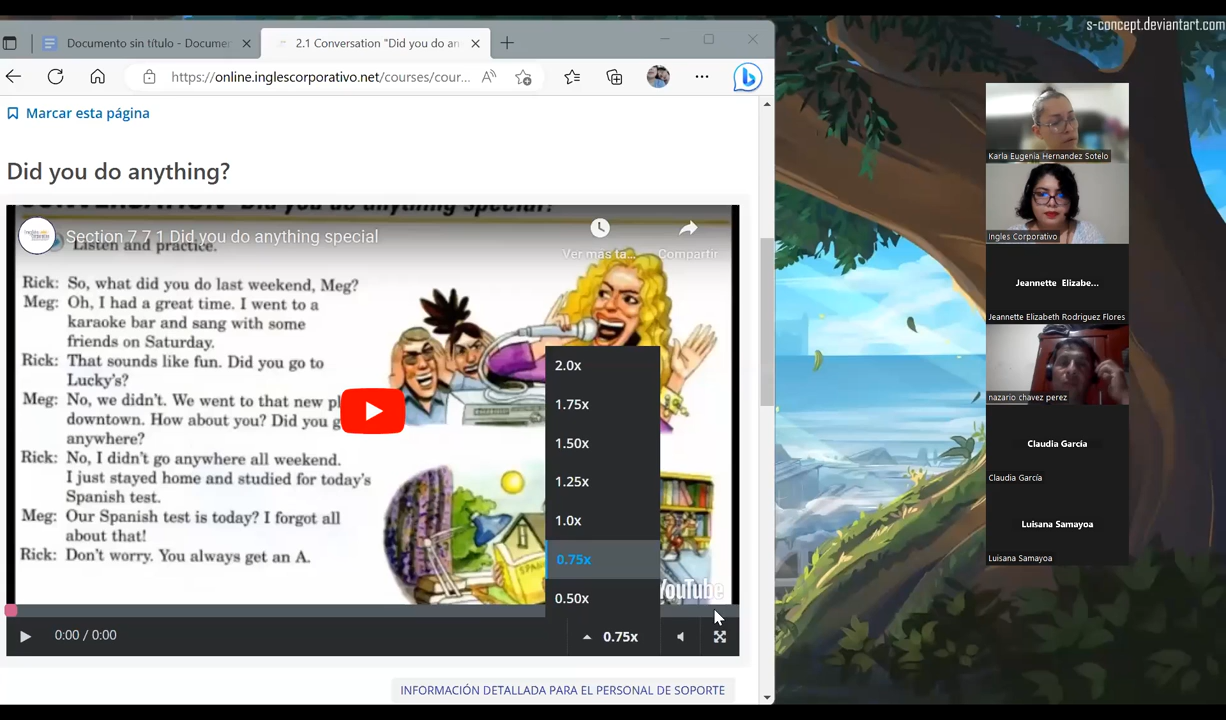 s-concept.deviantart.com
Documento sin título - Documen
2.1 Conversation "Did you do an
https://online.inglescorporativo.net/courses/cour...
Marcar esta página
Did you do anything?
Section 7 7 1 Did you do anything special
Listen and practice.
Ver más ta...
Compartir
Rick: So, what did you do last weekend, Meg?
Meg: Oh, I had a great time. I went to a
karaoke bar and sang with some
friends on Saturday.
Rick: That sounds like fun. Did you go to
Lucky's?
Meg: No, we didn't. We went to that new pl
downtown. How about you? Did you g
anywhere?
Rick: No, I didn't go anywhere all weekend.
I just stayed home and studied for today's
Spanish test.
Meg: Our Spanish test is today? I forgot all
about that!
Rick: Don't worry. You always get an A.
2.0x
1.75x
1.50x
1.25x
1.0x
0.75x
0.50x
YouTube
0:00 / 0:00
0.75x
INFORMACIÓN DETALLADA PARA EL PERSONAL DE SOPORTE
Karla Eugenia Hernandez Sotelo
Ingles Corporativo
Jeannette Elizabe...
Jeannette Elizabeth Rodriguez Flores
nazario chavez perez
Claudia García
Claudia García
Luisana Samayoa
Luisana Samayoa